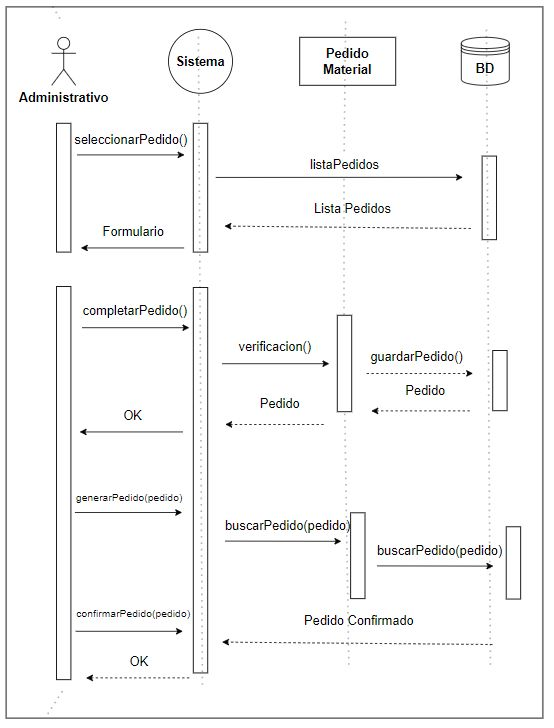 Administrativo
Sistema
Pedido
Material
BD
seleccionarPedido()
listaPedidos
Lista Pedidos
Formulario
completarPedido()
verificacion()
guardarPedido()
Pedido
Pedido
OK
generarPedido(pedido)
buscarPedido(pedido)
buscarPedido(pedido)
confirmarPedido(pedido)
Pedido Confirmado
OK